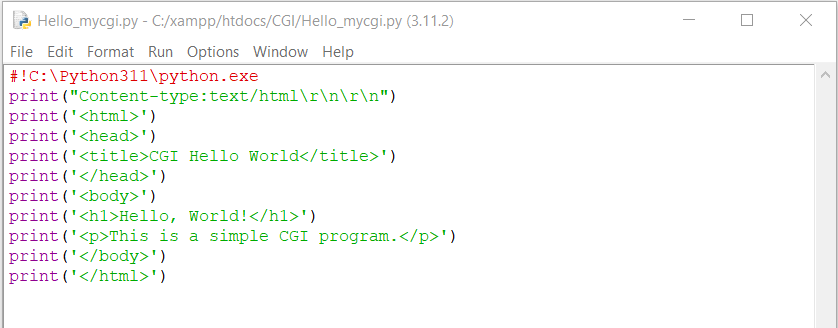 Hello_mycgi.py - C:/xampp/htdocs/CGI/Hello_mycgi.py (3.11.2)
File Edit Format Run Options Window Help
#!C:\Python311\python.exe
print("Content-type:text/html\r\n\r\n")
print('<html>')
print('<head>')
print('<title>CGI Hello World</title>')
print('</head>')
print('<body>')
print('<h1>Hello, World!</h1>')
print('<p>This is a simple CGI program.</p>')
print('</body>')
print('</html>')